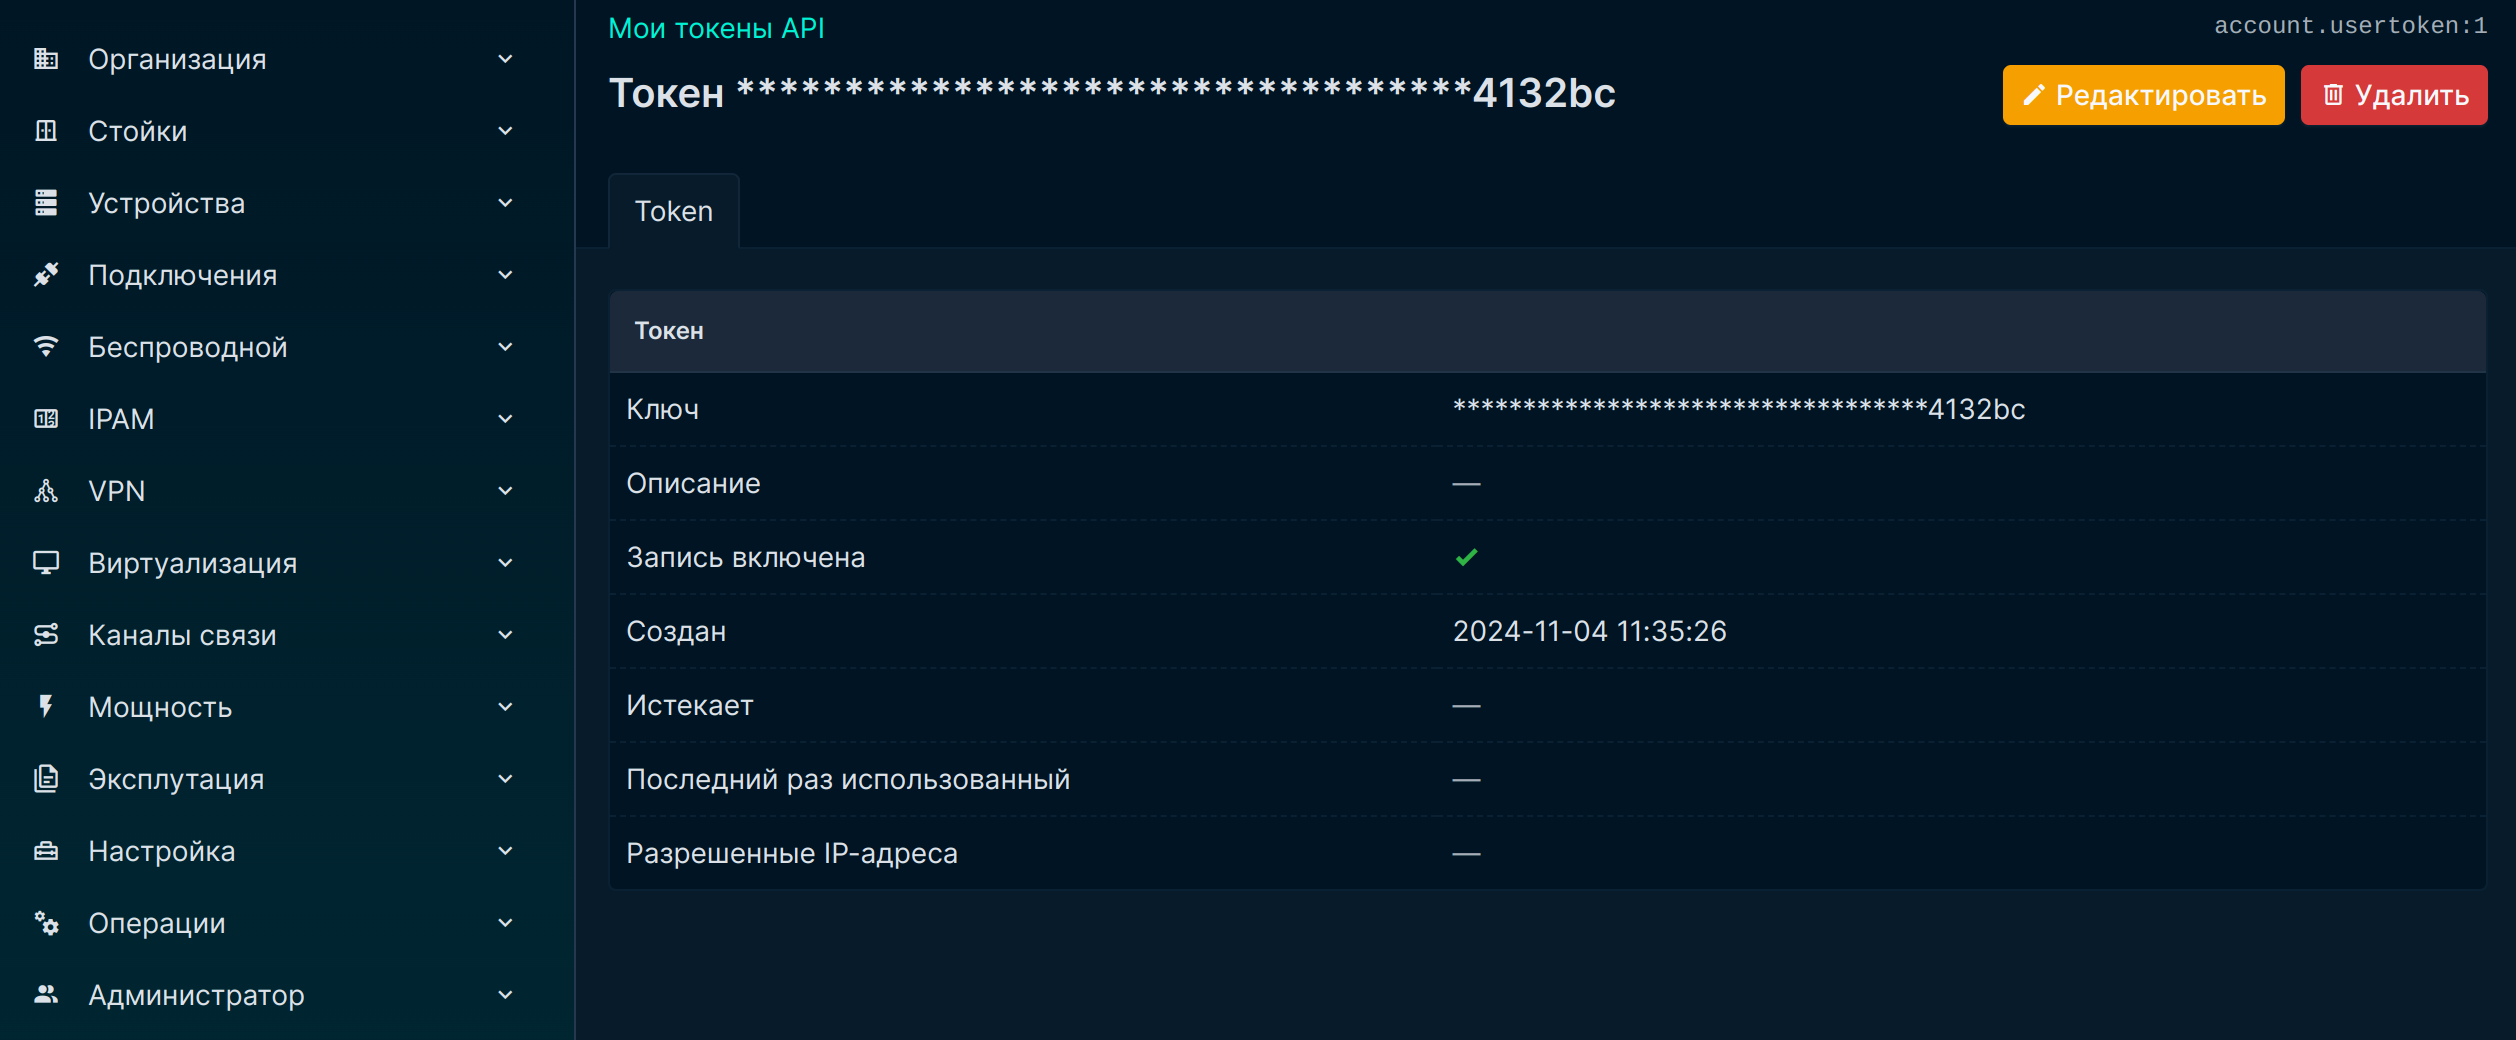 Организация
Стойки
Устройства
Подключения
Беспроводной
IPAM
VPN
Виртуализация
Каналы связи
Мощность
Эксплутация
Настройка
Операции
Администратор
Мои токены API
account.usertoken:1
Токен **********************************4132bc
Редактировать
Удалить
Token
Токен
Ключ **********************************4132bc
Описание —
Запись включена ✔
Создан 2024-11-04 11:35:26
Истекает —
Последний раз использованный —
Разрешенные IP-адреса —